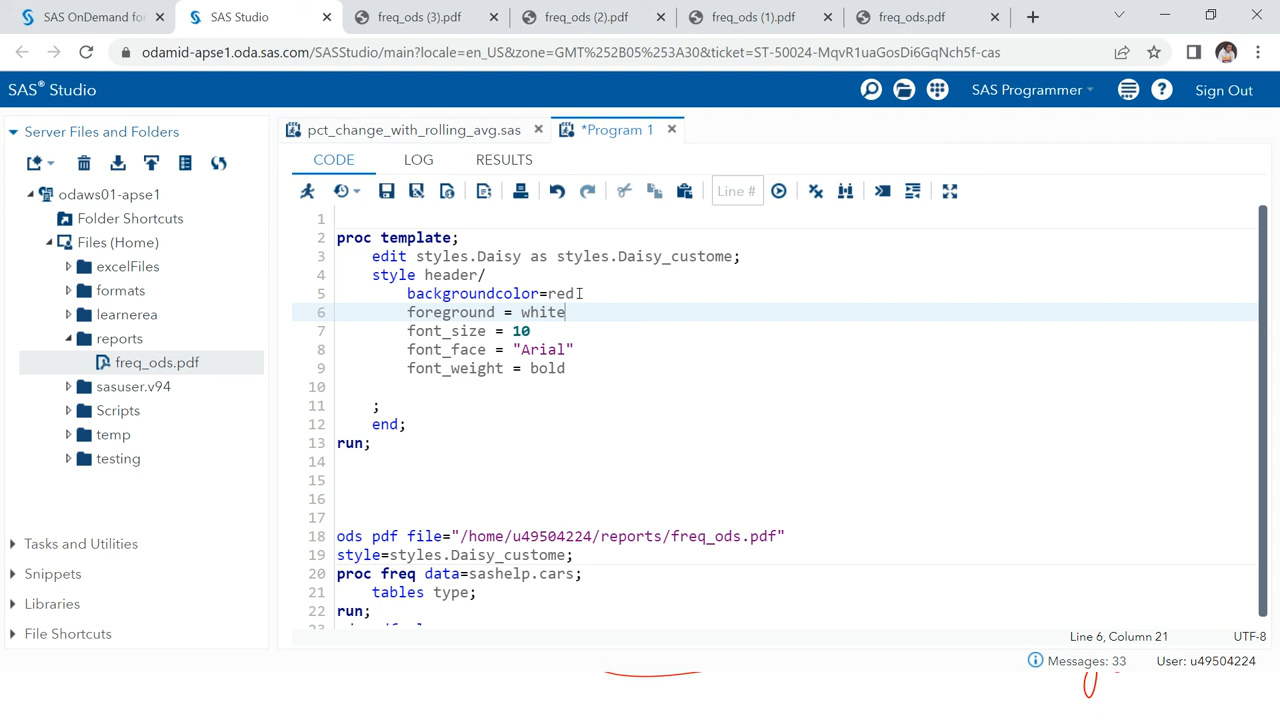 SAS OnDemand for
SAS Studio
freq_ods (3).pdf
freq_ods (2).pdf
freq_ods (1).pdf
freq_ods.pdf
odamid-apse1.oda.sas.com/SASStudio/main?locale=en_US&zone=GMT%252B05%253A30&ticket=ST-50024-MqvR1uaGosDi6GqNch5f-cas
SAS® Studio
SAS Programmer
Sign Out
Server Files and Folders
odaws01-apse1
Folder Shortcuts
Files (Home)
excelFiles
formats
learnerea
reports
freq_ods.pdf
sasuser.v94
Scripts
temp
testing
Tasks and Utilities
Snippets
Libraries
File Shortcuts
pct_change_with_rolling_avg.sas
*Program 1
CODE
LOG
RESULTS
Line #
1
2 proc template;
3 edit styles.Daisy as styles.Daisy_custome;
4 style header/
5 backgroundcolor=red
6 foreground = white
7 font_size = 10
8 font_face = "Arial"
9 font_weight = bold
10
11 ;
12 end;
13 run;
14
15
16
17
18 ods pdf file="/home/u49504224/reports/freq_ods.pdf"
19 style=styles.Daisy_custome;
20 proc freq data=sashelp.cars;
21 tables type;
22 run;
Line 6, Column 21
UTF-8
Messages: 33
User: u49504224